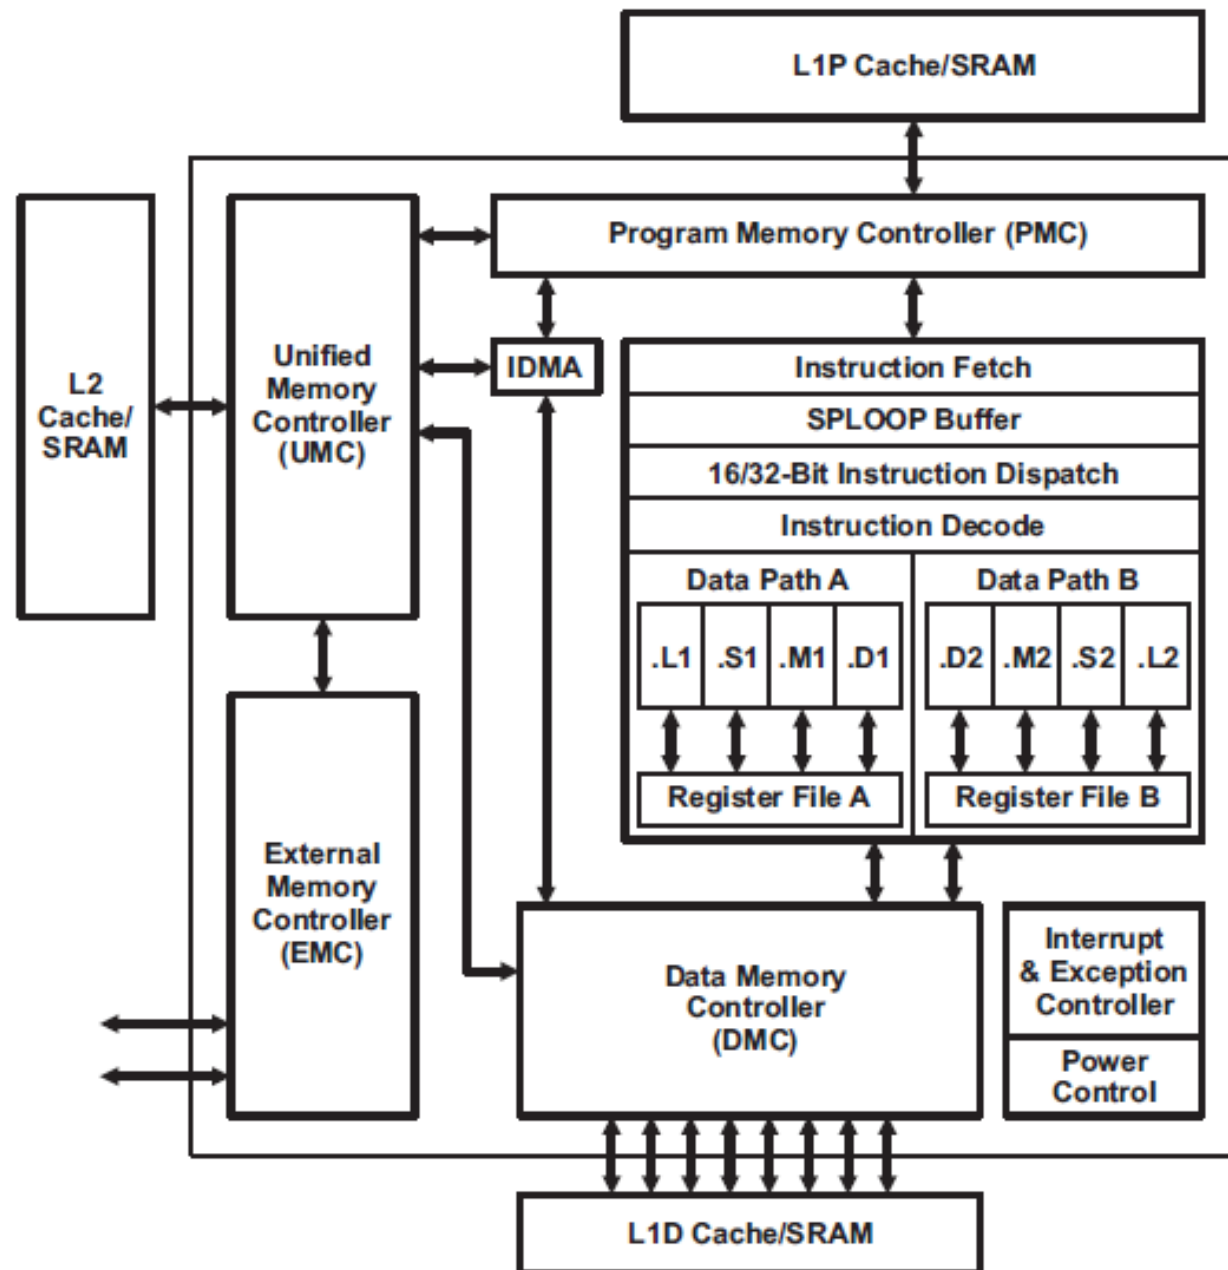 L1P Cache/SRAM
Program Memory Controller (PMC)
L2
Cache/
SRAM
Unified
Memory
Controller
(UMC)
IDMA
Instruction Fetch
SPLOOP Buffer
16/32-Bit Instruction Dispatch
Instruction Decode
Data Path A
Data Path B
.L1 .S1 .M1 .D1
.D2 .M2 .S2 .L2
Register File A
Register File B
External
Memory
Controller
(EMC)
Data Memory
Controller
(DMC)
Interrupt
& Exception
Controller
Power
Control
L1D Cache/SRAM